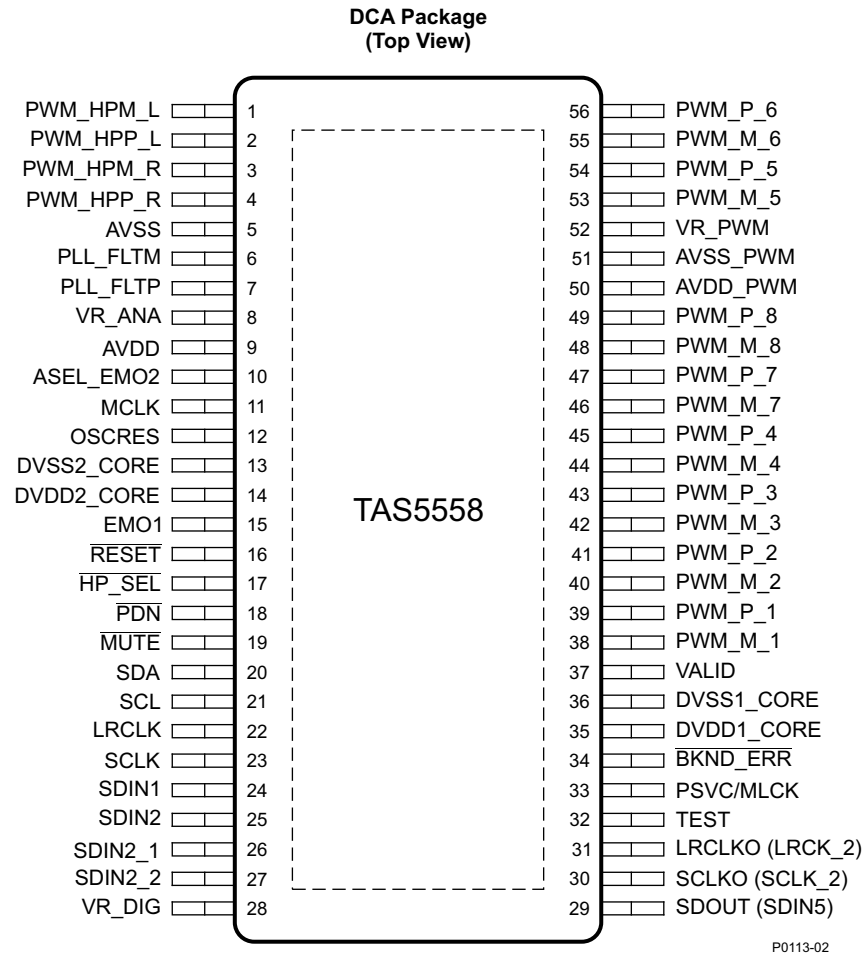 DCA Package
(Top View)
PWM_HPM_L 1 56 PWM_P_6
PWM_HPP_L 2 55 PWM_M_6
PWM_HPM_R 3 54 PWM_P_5
PWM_HPP_R 4 53 PWM_M_5
AVSS 5 52 VR_PWM
PLL_FLTM 6 51 AVSS_PWM
PLL_FLTP 7 50 AVDD_PWM
VR_ANA 8 49 PWM_P_8
AVDD 9 48 PWM_M_8
ASEL_EMO2 10 47 PWM_P_7
MCLK 11 46 PWM_M_7
OSCRES 12 45 PWM_P_4
DVSS2_CORE 13 44 PWM_M_4
DVDD2_CORE 14 43 PWM_P_3
TAS5558
EMO1 15 42 PWM_M_3
RESET 16 41 PWM_P_2
HP_SEL 17 40 PWM_M_2
PDN 18 39 PWM_P_1
MUTE 19 38 PWM_M_1
SDA 20 37 VALID
SCL 21 36 DVSS1_CORE
LRCLK 22 35 DVDD1_CORE
SCLK 23 34 BKND_ERR
SDIN1 24 33 PSVC/MLCK
SDIN2 25 32 TEST
SDIN2_1 26 31 LRCLKO (LRCK_2)
SDIN2_2 27 30 SCLKO (SCLK_2)
VR_DIG 28 29 SDOUT (SDIN5)
P0113-02